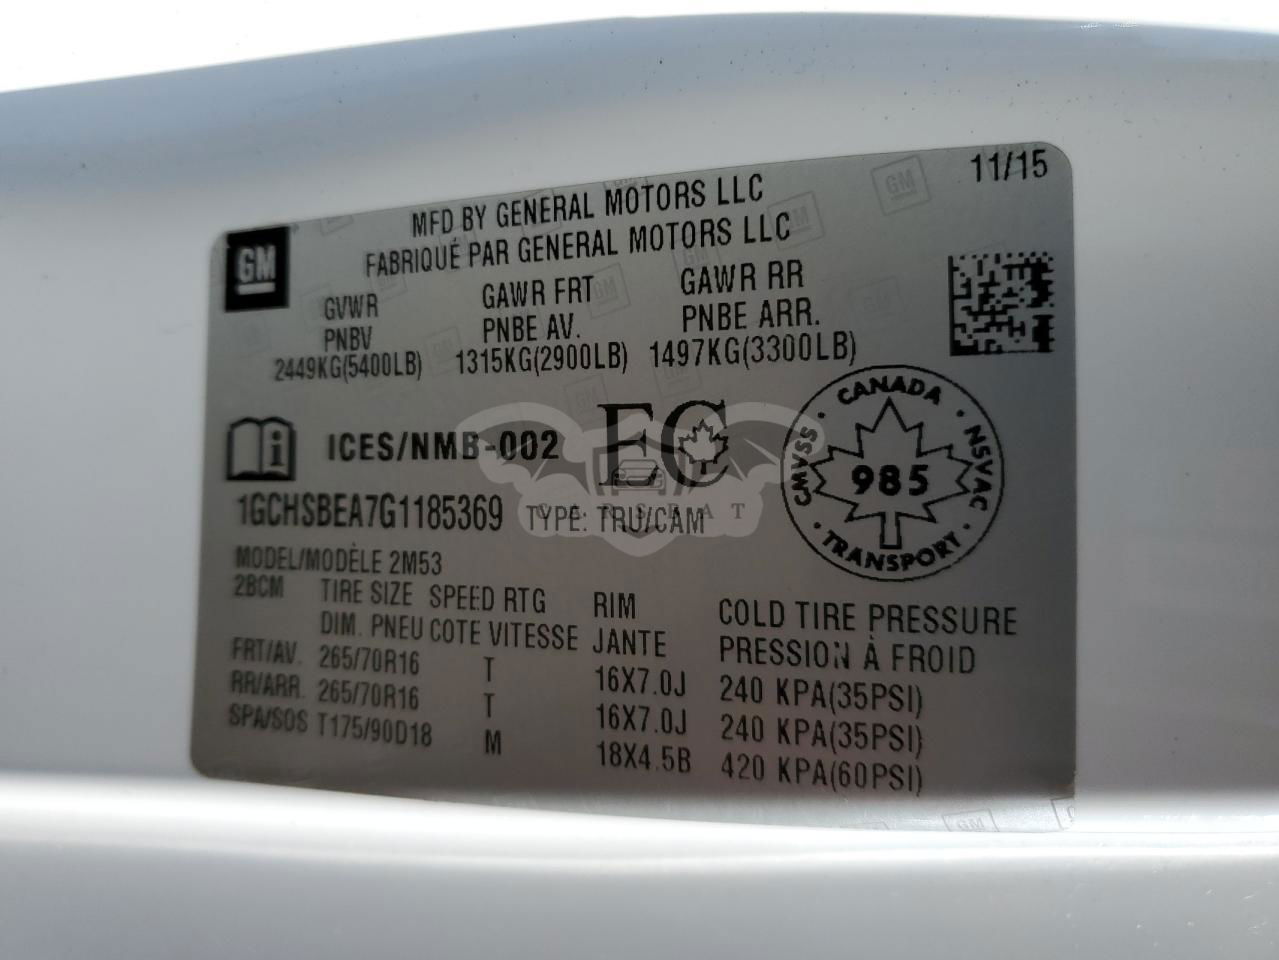 11/15
MFD BY GENERAL MOTORS LLC
FABRIQUÉ PAR GENERAL MOTORS LLC
GM
GVWR GAWR FRT GAWR RR
PNBV PNBE AV. PNBE ARR.
2449KG(5400LB) 1315KG(2900LB) 1497KG(3300LB)
ICES/NMB-002 EC
CANADA
CMVSS 985 NSVAC
TRANSPORT
1GCHSBEA7G1185369 TYPE: TRU/CAM
CARSPAT
MODEL/MODÈLE 2M53
2BCM TIRE SIZE SPEED RTG RIM COLD TIRE PRESSURE
DIM. PNEU COTE VITESSE JANTE PRESSION À FROID
FRT/AV. 265/70R16 T 16X7.0J 240 KPA(35PSI)
RR/ARR. 265/70R16 T 16X7.0J 240 KPA(35PSI)
SPA/SOS T175/90D18 M 18X4.5B 420 KPA(60PSI)
GM